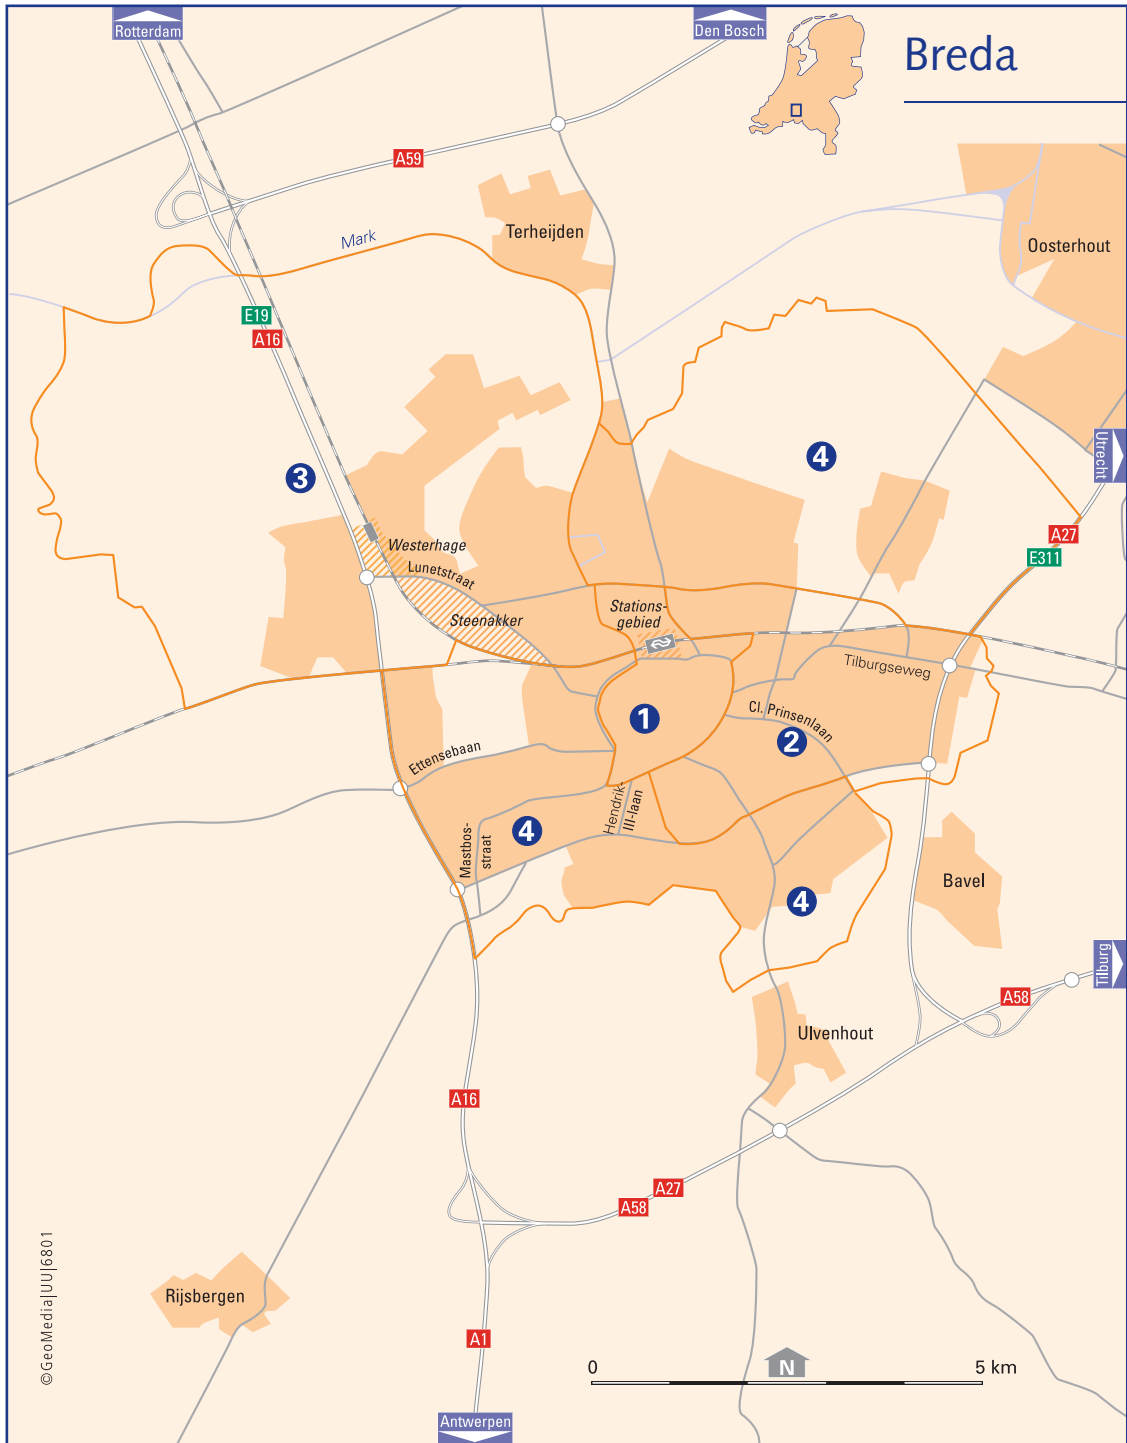 Rotterdam
Den Bosch
Breda
A59
Terheijden
Mark
Oosterhout
E19
A16
Utrecht
4
3
A27
E311
Westerhage
Lunetstraat
Steenakker
Stations-
gebied
Tilburgseweg
1
Cl. Prinsenlaan
2
Ettensebaan
Hendrik-
III-laan
Mastbos-
straat
4
Bavel
4
Tilburg
A58
Ulvenhout
A16
A27
A58
©GeoMedia|UU|6801
Rijsbergen
A1
0
N
5 km
Antwerpen